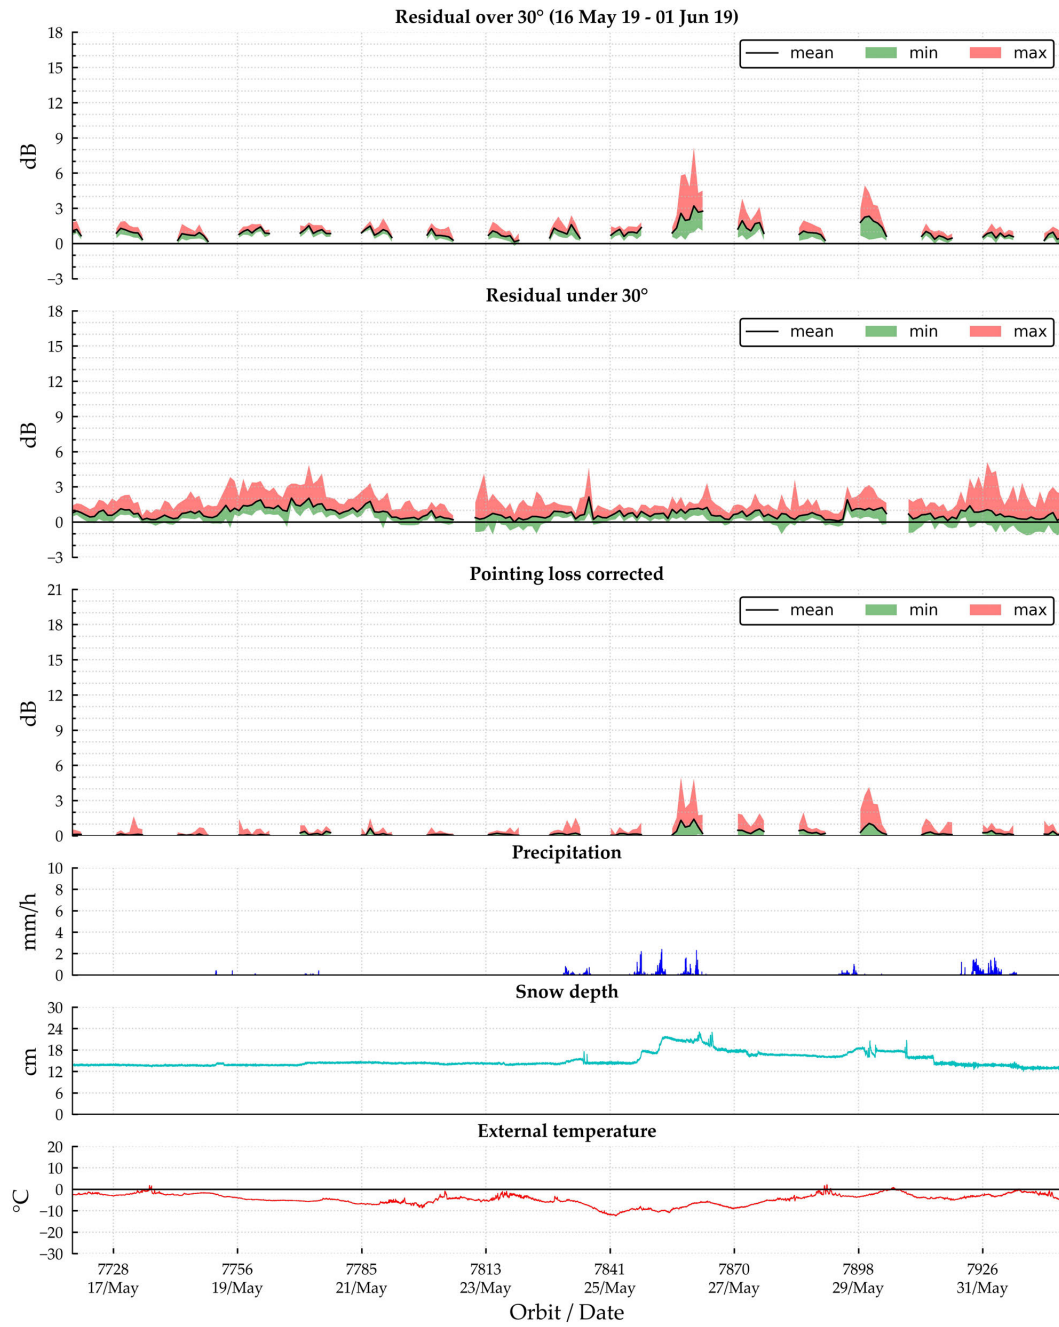 Residual over 30° (16 May 19 - 01 Jun 19)
18
15
12
9
6
3
0
−3
dB
mean min max
Residual under 30°
18
15
12
9
6
3
0
−3
dB
mean min max
Pointing loss corrected
21
18
15
12
9
6
3
0
dB
mean min max
Precipitation
10
8
6
4
2
0
mm/h
Snow depth
30
24
18
12
6
0
cm
External temperature
20
10
0
−10
−20
−30
°C
7728 7756 7785 7813 7841 7870 7898 7926
17/May 19/May 21/May 23/May 25/May 27/May 29/May 31/May
Orbit / Date